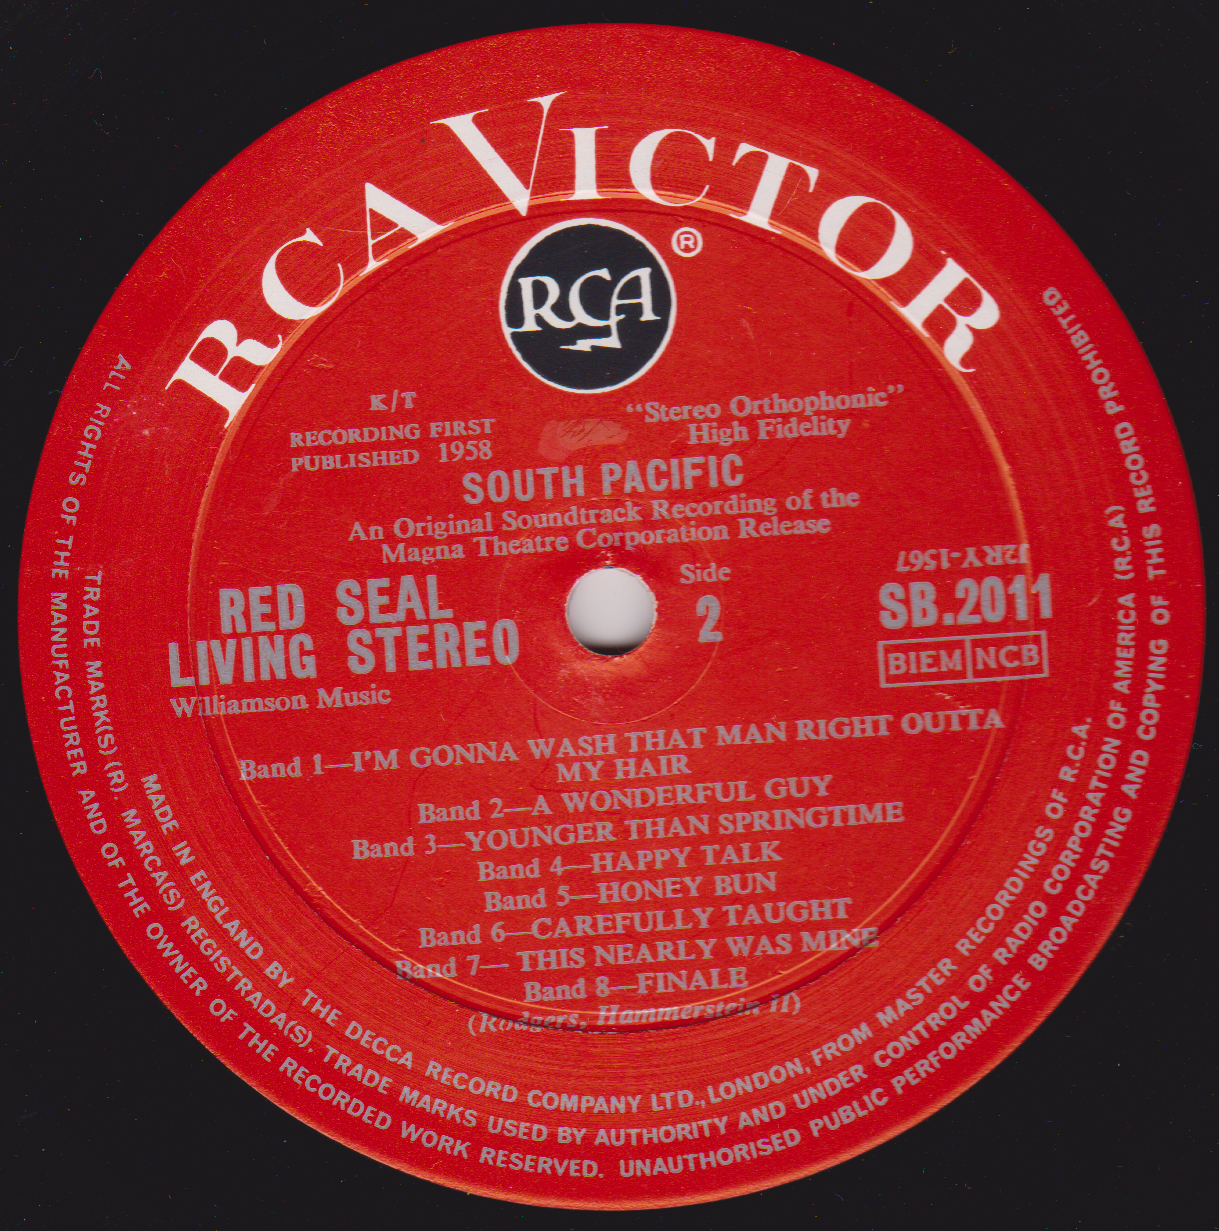 RCA VICTOR
RCA ®
K/T
RECORDING FIRST
PUBLISHED 1958
“Stereo Orthophonic”
High Fidelity
SOUTH PACIFIC
An Original Soundtrack Recording of the
Magna Theatre Corporation Release
RED SEAL
LIVING STEREO
Williamson Music
Side
2
J2RY-1567
SB.2011
BIEM NCB
Band 1—I'M GONNA WASH THAT MAN RIGHT OUTTA
MY HAIR
Band 2—A WONDERFUL GUY
Band 3—YOUNGER THAN SPRINGTIME
Band 4—HAPPY TALK
Band 5—HONEY BUN
Band 6—CAREFULLY TAUGHT
Band 7— THIS NEARLY WAS MINE
Band 8—FINALE
(Rodgers, Hammerstein II)
MADE IN ENGLAND BY THE DECCA RECORD COMPANY LTD., LONDON, FROM MASTER RECORDINGS OF R.C.A.
TRADE MARK(S) (R). MARCA(S) REGISTRADA(S). TRADE MARKS USED BY AUTHORITY AND UNDER CONTROL OF RADIO CORPORATION OF AMERICA (R.C.A)
ALL RIGHTS OF THE MANUFACTURER AND OF THE OWNER OF THE RECORDED WORK RESERVED. UNAUTHORISED PUBLIC PERFORMANCE BROADCASTING AND COPYING OF THIS RECORD PROHIBITED